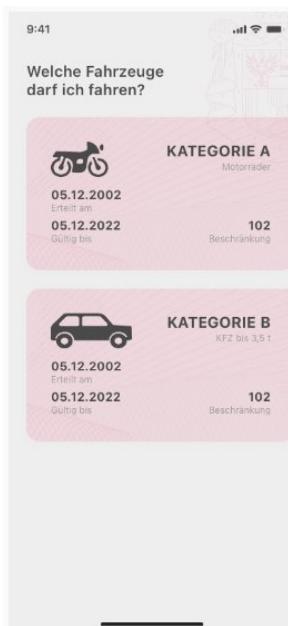 9:41
Welche Fahrzeuge
darf ich fahren?
KATEGORIE A
Motorräder
05.12.2002
Erteilt am
05.12.2022
Gültig bis
102
Beschränkung
KATEGORIE B
KFZ bis 3,5 t
05.12.2002
Erteilt am
05.12.2022
Gültig bis
102
Beschränkung